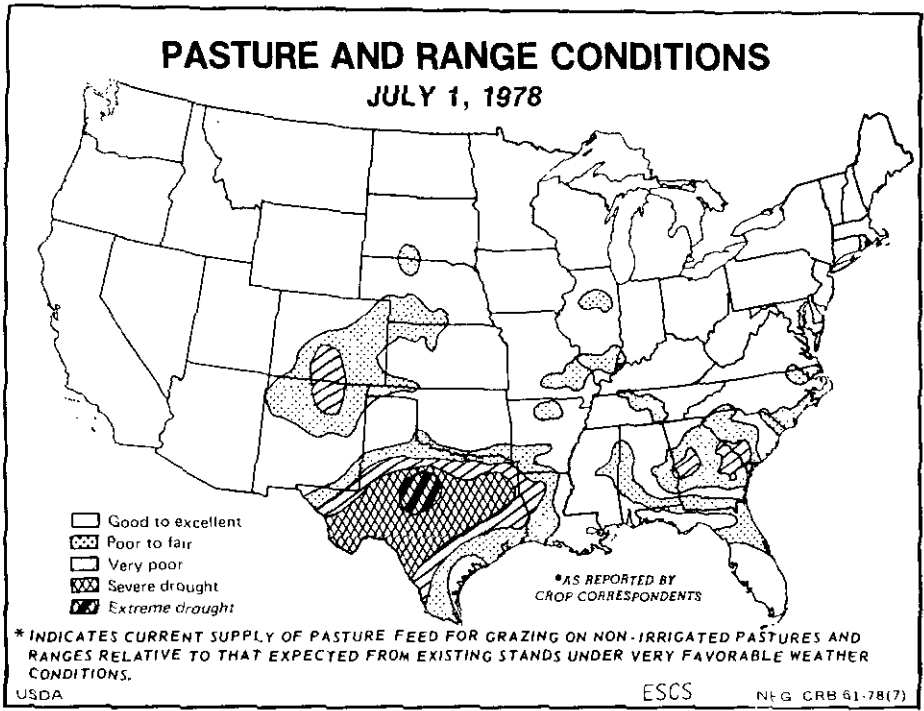 PASTURE AND RANGE CONDITIONS
JULY 1, 1978
Good to excellent
Poor to fair
Very poor
Severe drought
Extreme drought
*AS REPORTED BY
CROP CORRESPONDENTS
* INDICATES CURRENT SUPPLY OF PASTURE FEED FOR GRAZING ON NON-IRRIGATED PASTURES AND
RANGES RELATIVE TO THAT EXPECTED FROM EXISTING STANDS UNDER VERY FAVORABLE WEATHER
CONDITIONS.
USDA ESCS NEG. CRB 61-78(7)